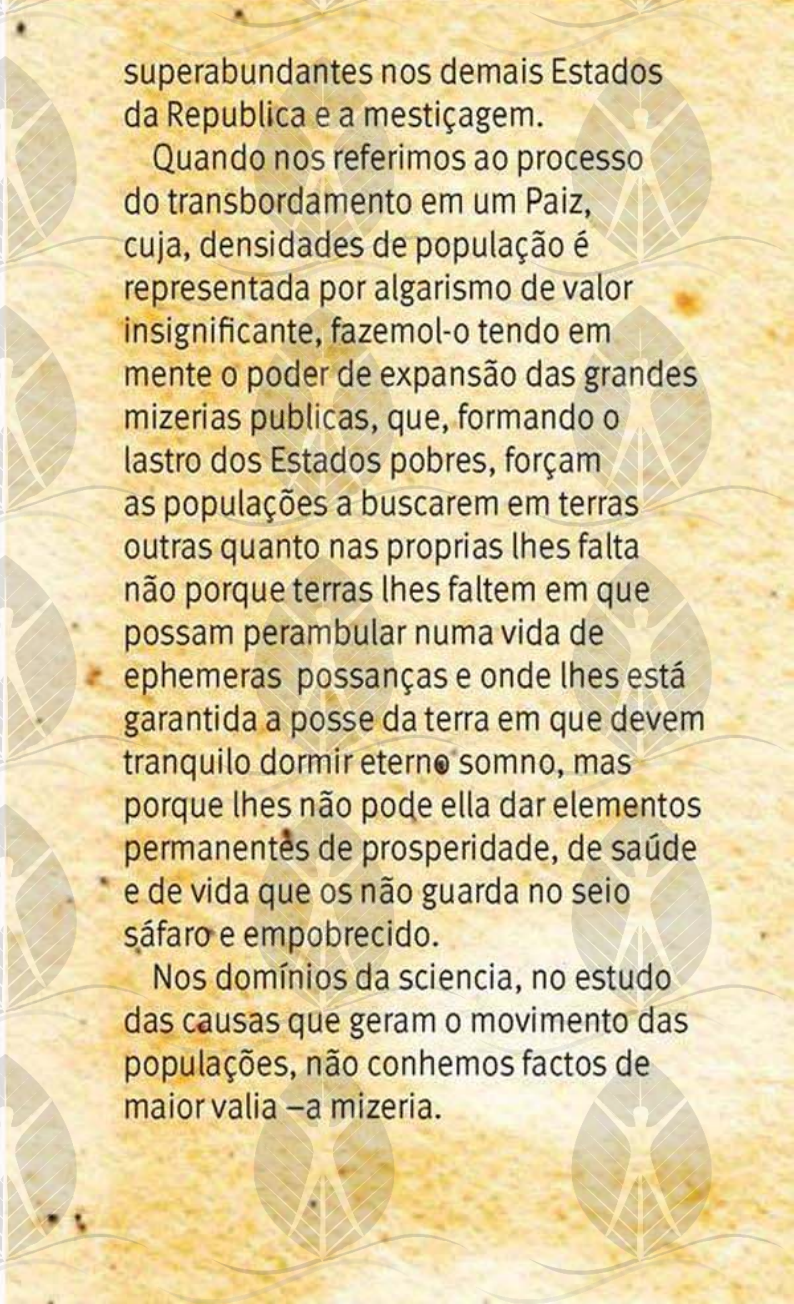 superabundantes nos demais Estados
da Republica e a mestiçagem.
Quando nos referimos ao processo
do transbordamento em um Paiz,
cuja, densidades de população é
representada por algarismo de valor
insignificante, fazemol-o tendo em
mente o poder de expansão das grandes
mizerias publicas, que, formando o
lastro dos Estados pobres, forçam
as populações a buscarem em terras
outras quanto nas proprias lhes falta
não porque terras lhes faltem em que
possam perambular numa vida de
ephemeras possanças e onde lhes está
garantida a posse da terra em que devem
tranquilo dormir eterno somno, mas
porque lhes não pode ella dar elementos
permanentes de prosperidade, de saúde
e de vida que os não guarda no seio
sáfaro e empobrecido.
Nos domínios da sciencia, no estudo
das causas que geram o movimento das
populações, não conhemos factos de
maior valia –a mizeria.